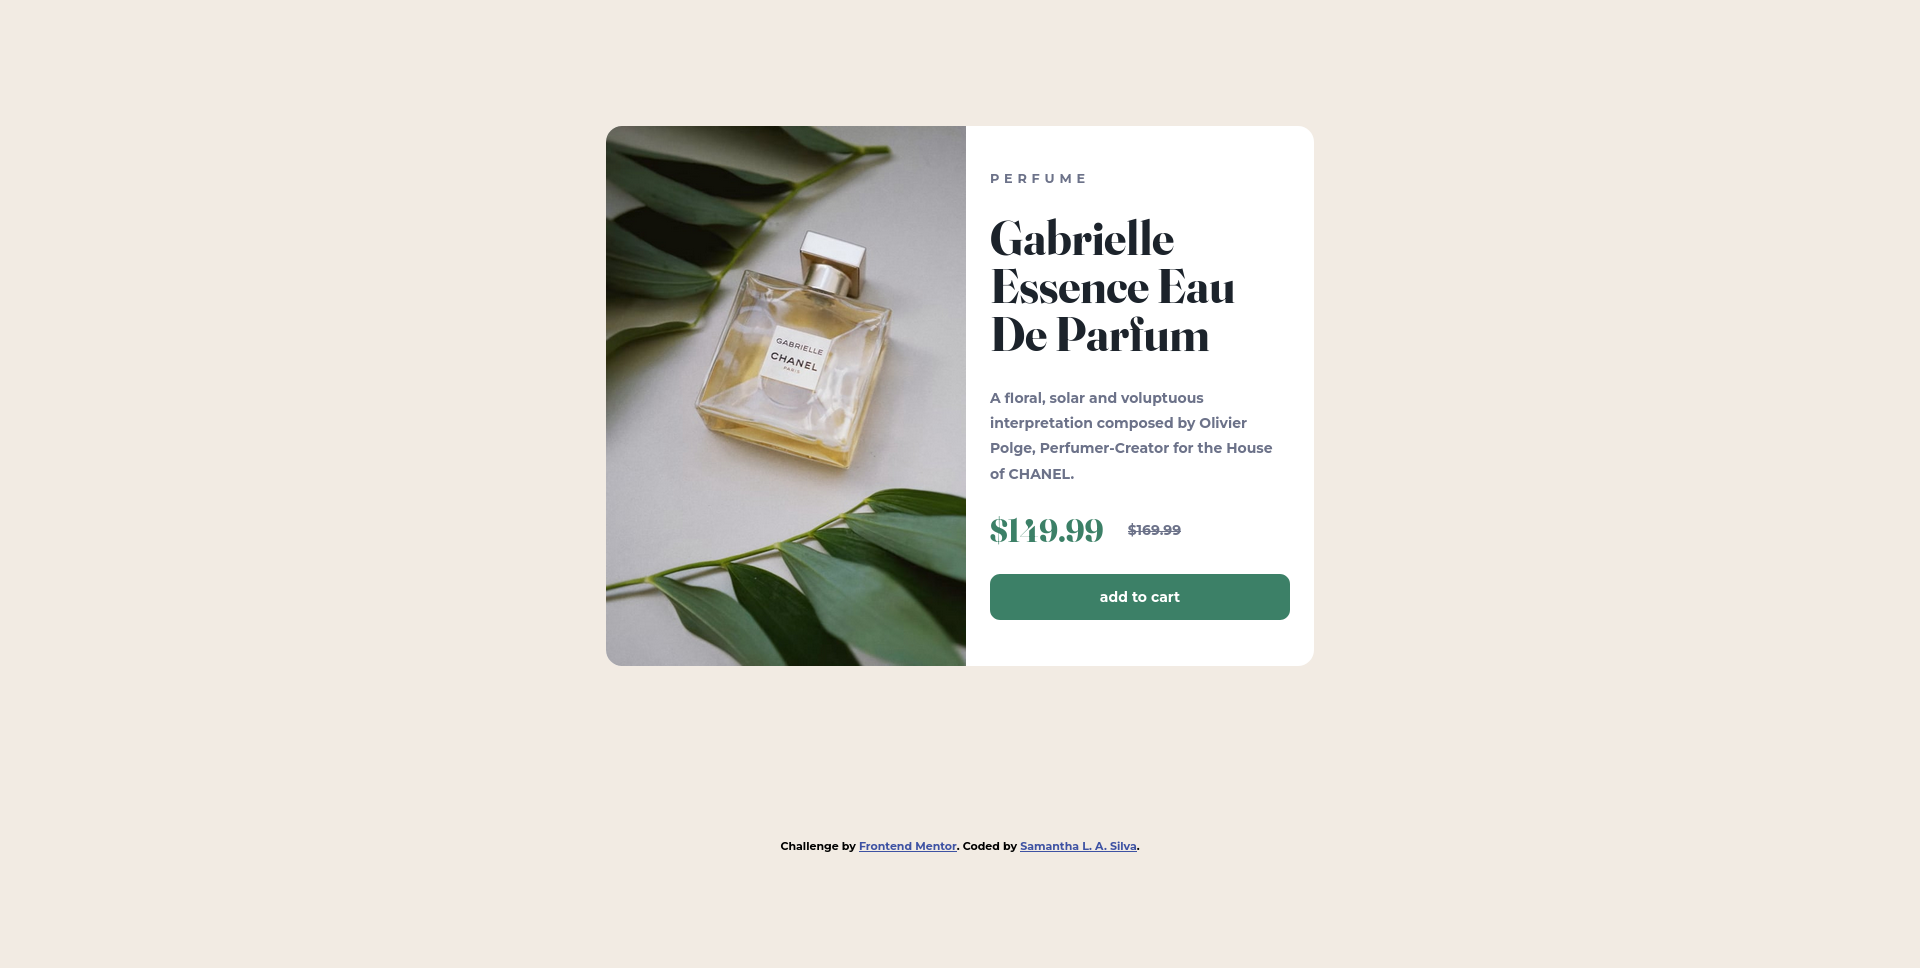 GABRIELLE
CHANEL
PARIS
PERFUME
Gabrielle
Essence Eau
De Parfum
A floral, solar and voluptuous
interpretation composed by Olivier
Polge, Perfumer-Creator for the House
of CHANEL.
$149.99 $169.99
add to cart
Challenge by Frontend Mentor. Coded by Samantha L. A. Silva.